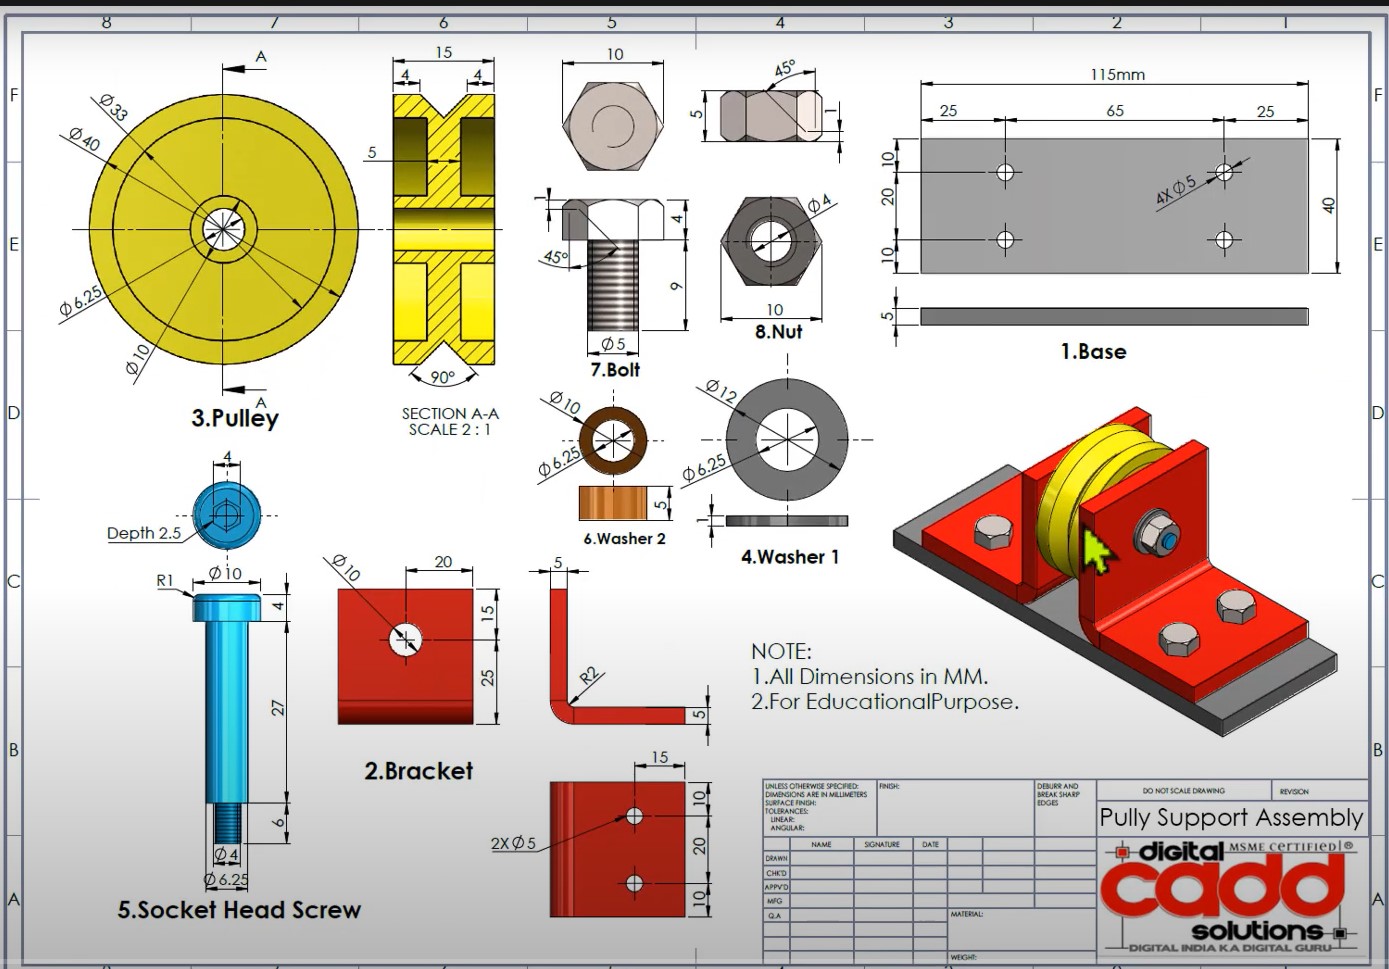 8 7 6 5 4 3 2 1
F
E
D
C
B
A
A
Ø33
Ø40
Ø6.25
Ø10
A
3.Pulley
15
4 4
5
90°
SECTION A-A
SCALE 2 : 1
10
1
4
45°
9
Ø5
7.Bolt
45°
5
1
Ø4
10
8.Nut
115mm
25 65 25
10
20
10
4X Ø5
40
5
1.Base
Ø10
Ø6.25
5
6.Washer 2
Ø12
Ø6.25
1
4.Washer 1
4
Depth 2.5
Ø10
R1
4
27
6
Ø4
Ø6.25
5.Socket Head Screw
Ø10
20
15
25
2.Bracket
5
R2
5
15
10
20
10
2X Ø5
NOTE:
1.All Dimensions in MM.
2.For EducationalPurpose.
UNLESS OTHERWISE SPECIFIED:
DIMENSIONS ARE IN MILLIMETERS
SURFACE FINISH:
TOLERANCES:
LINEAR:
ANGULAR:
FINISH:
DEBURR AND
BREAK SHARP
EDGES
DO NOT SCALE DRAWING
REVISION
NAME SIGNATURE DATE
DRAWN
CHK'D
APPV'D
MFG
Q.A
MATERIAL:
WEIGHT:
Pully Support Assembly
digital MSME CERTIFIED ®
cadd
solutions
DIGITAL INDIA KA DIGITAL GURU
F
E
D
C
B
A